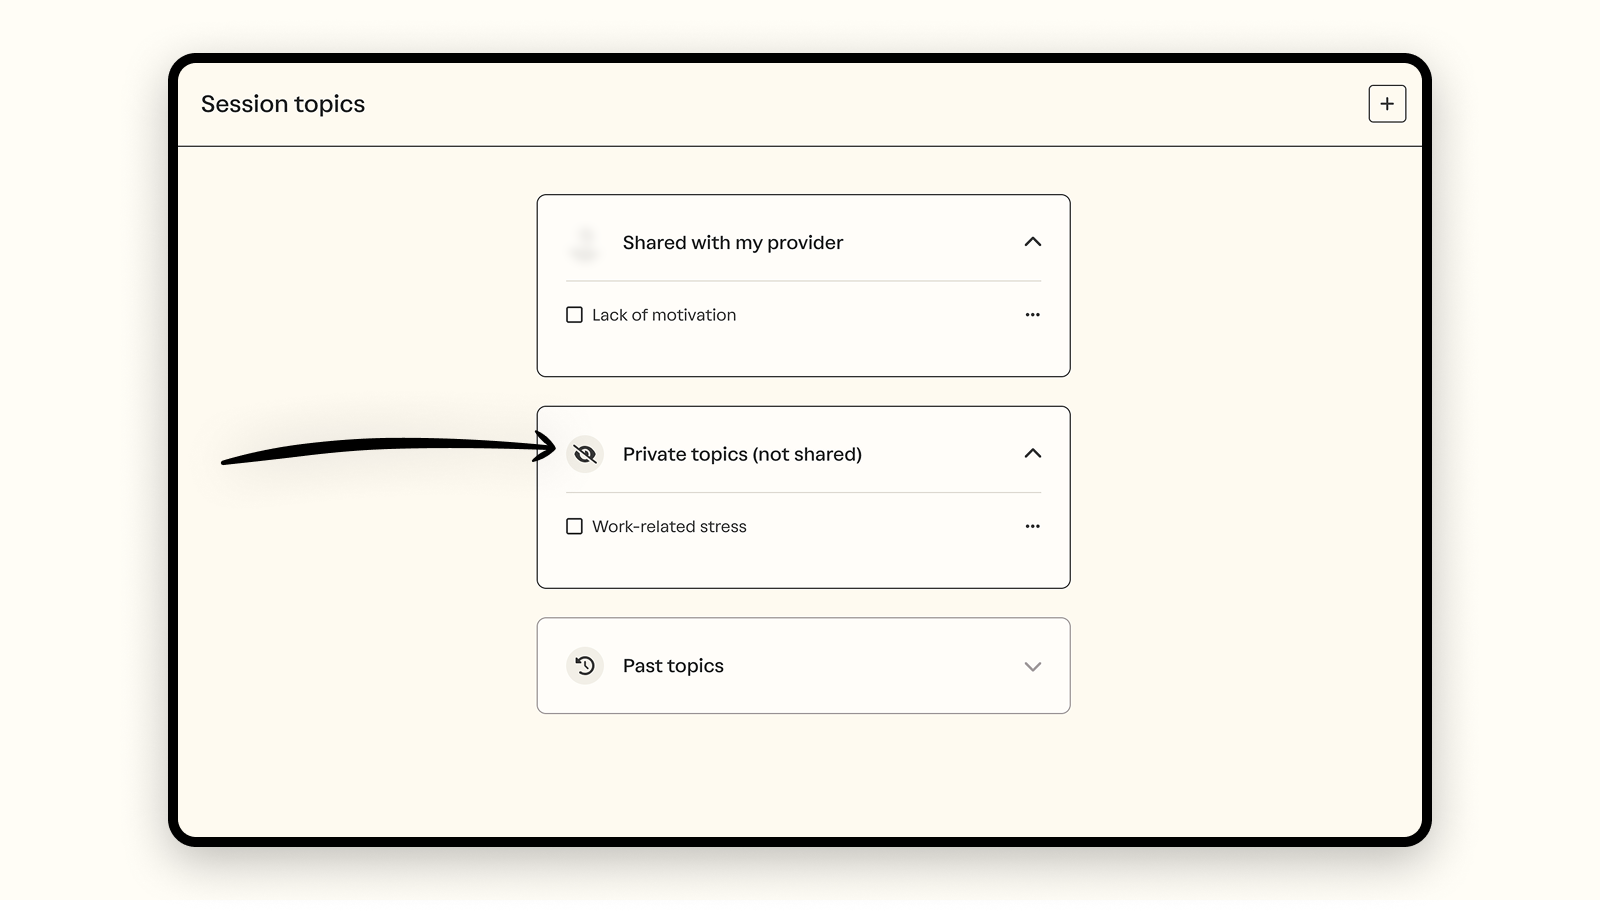 Session topics
Shared with my provider
Lack of motivation
Private topics (not shared)
Work-related stress
Past topics